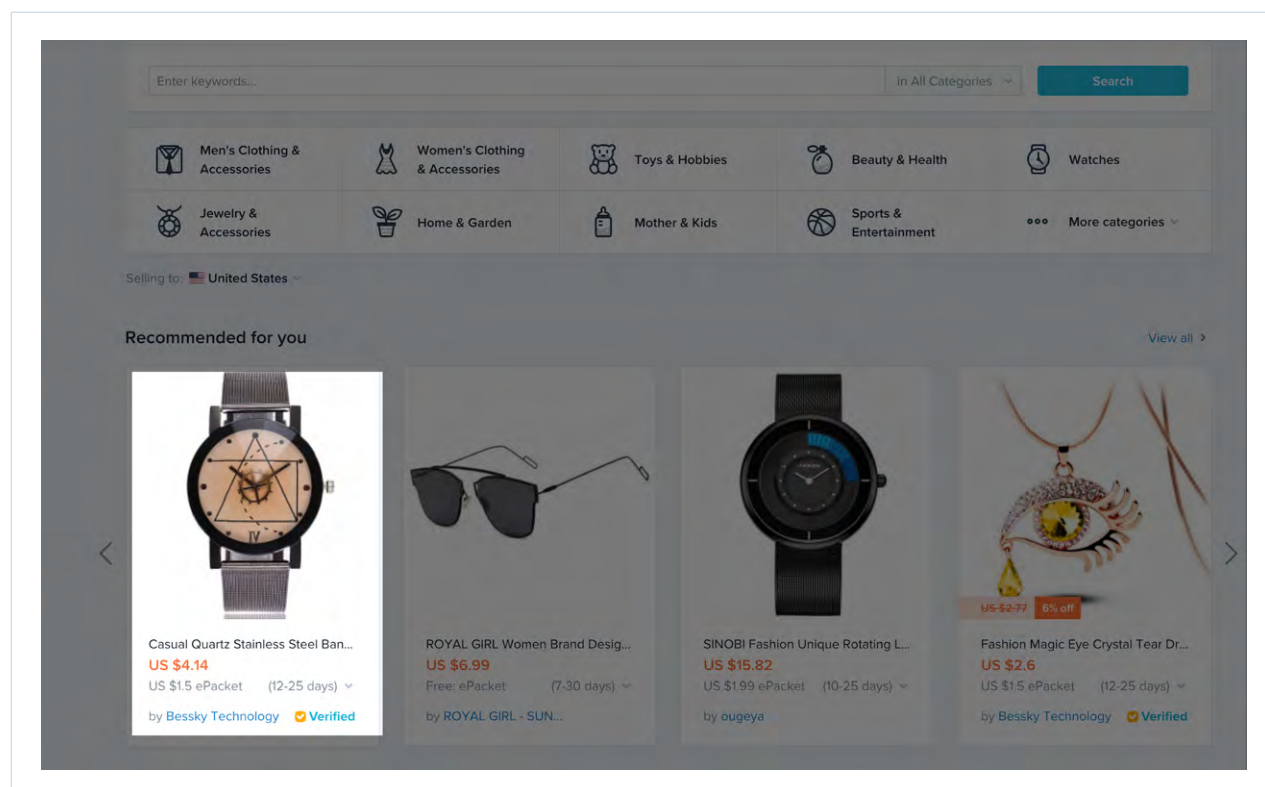 Enter keywords...
in All Categories
Search
Men's Clothing &
Accessories
Women's Clothing
& Accessories
Toys & Hobbies
Beauty & Health
Watches
Jewelry &
Accessories
Home & Garden
Mother & Kids
Sports &
Entertainment
More categories
Selling to: United States
Recommended for you
View all
IV
US $2.77 6% off
Casual Quartz Stainless Steel Ban...
US $4.14
US $1.5 ePacket (12-25 days)
by Bessky Technology Verified
ROYAL GIRL Women Brand Desig...
US $6.99
Free: ePacket (7-30 days)
by ROYAL GIRL - SUN...
SINOBI Fashion Unique Rotating L...
US $15.82
US $1.99 ePacket (10-25 days)
by ougeya
Fashion Magic Eye Crystal Tear Dr...
US $2.6
US $1.5 ePacket (12-25 days)
by Bessky Technology Verified